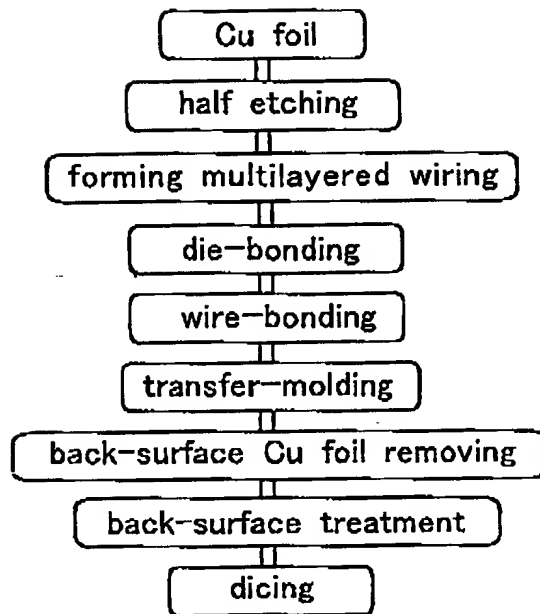 Cu foil
half etching
forming multilayered wiring
die-bonding
wire-bonding
transfer-molding
back-surface Cu foil removing
back-surface treatment
dicing